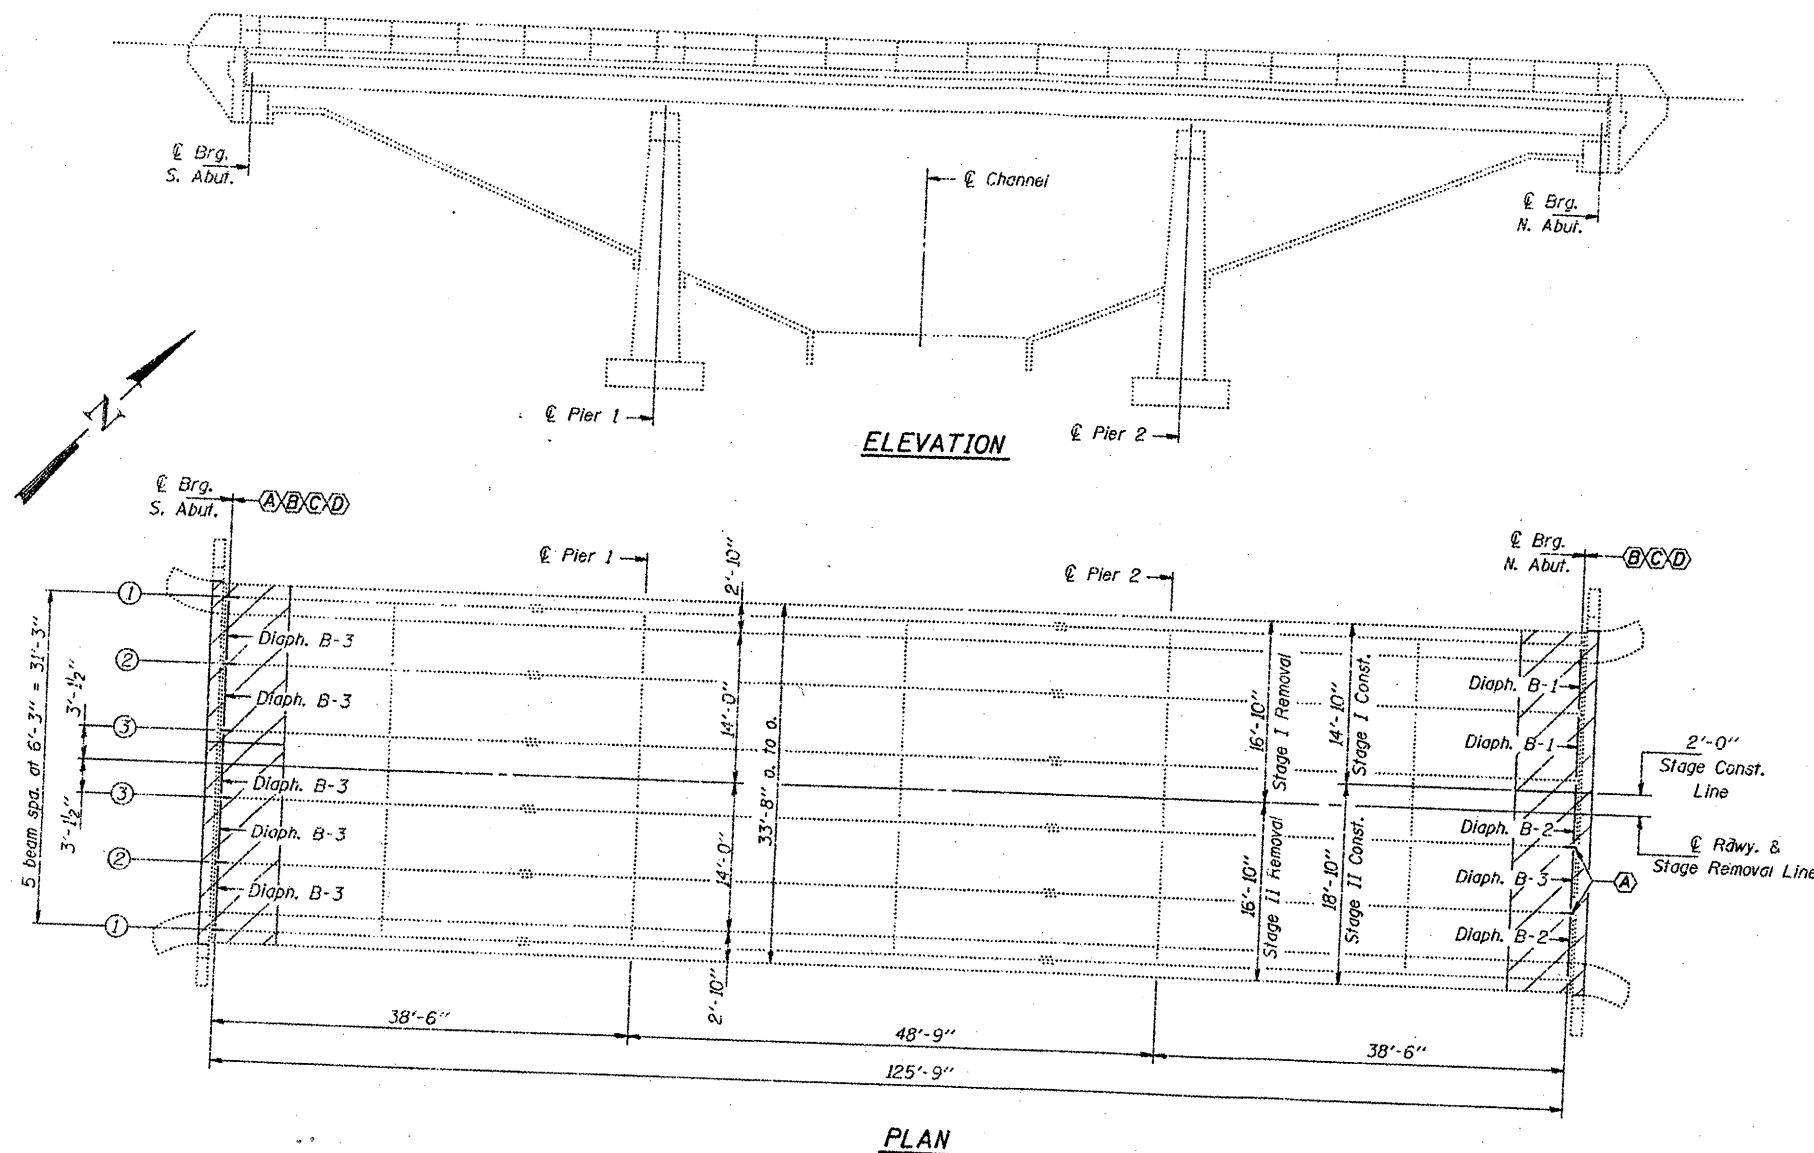 ℄ Brg.
S. Abut.
℄ Channel
℄ Brg.
N. Abut.
℄ Pier 1
℄ Pier 2
ELEVATION
N
℄ Brg.
S. Abut.
A B C D
℄ Pier 1
2'-10"
℄ Pier 2
℄ Brg.
N. Abut.
B C D
1
2
3
3
2
1
5 beam spa. at 6'-3" = 31'-3"
3'-1½"
3'-1½"
Diaph. B-3
Diaph. B-3
Diaph. B-3
Diaph. B-3
Diaph. B-3
14'-0"
14'-0"
2'-10"
33'-8" o. to o.
16'-10"
Stage I Removal
14'-10"
Stage I Const.
16'-10"
Stage II Removal
18'-10"
Stage II Const.
Diaph. B-1
Diaph. B-1
Diaph. B-2
Diaph. B-3
Diaph. B-2
2'-0"
Stage Const.
Line
℄ Rdwy. &
Stage Removal Line
A
38'-6"
48'-9"
38'-6"
125'-9"
PLAN